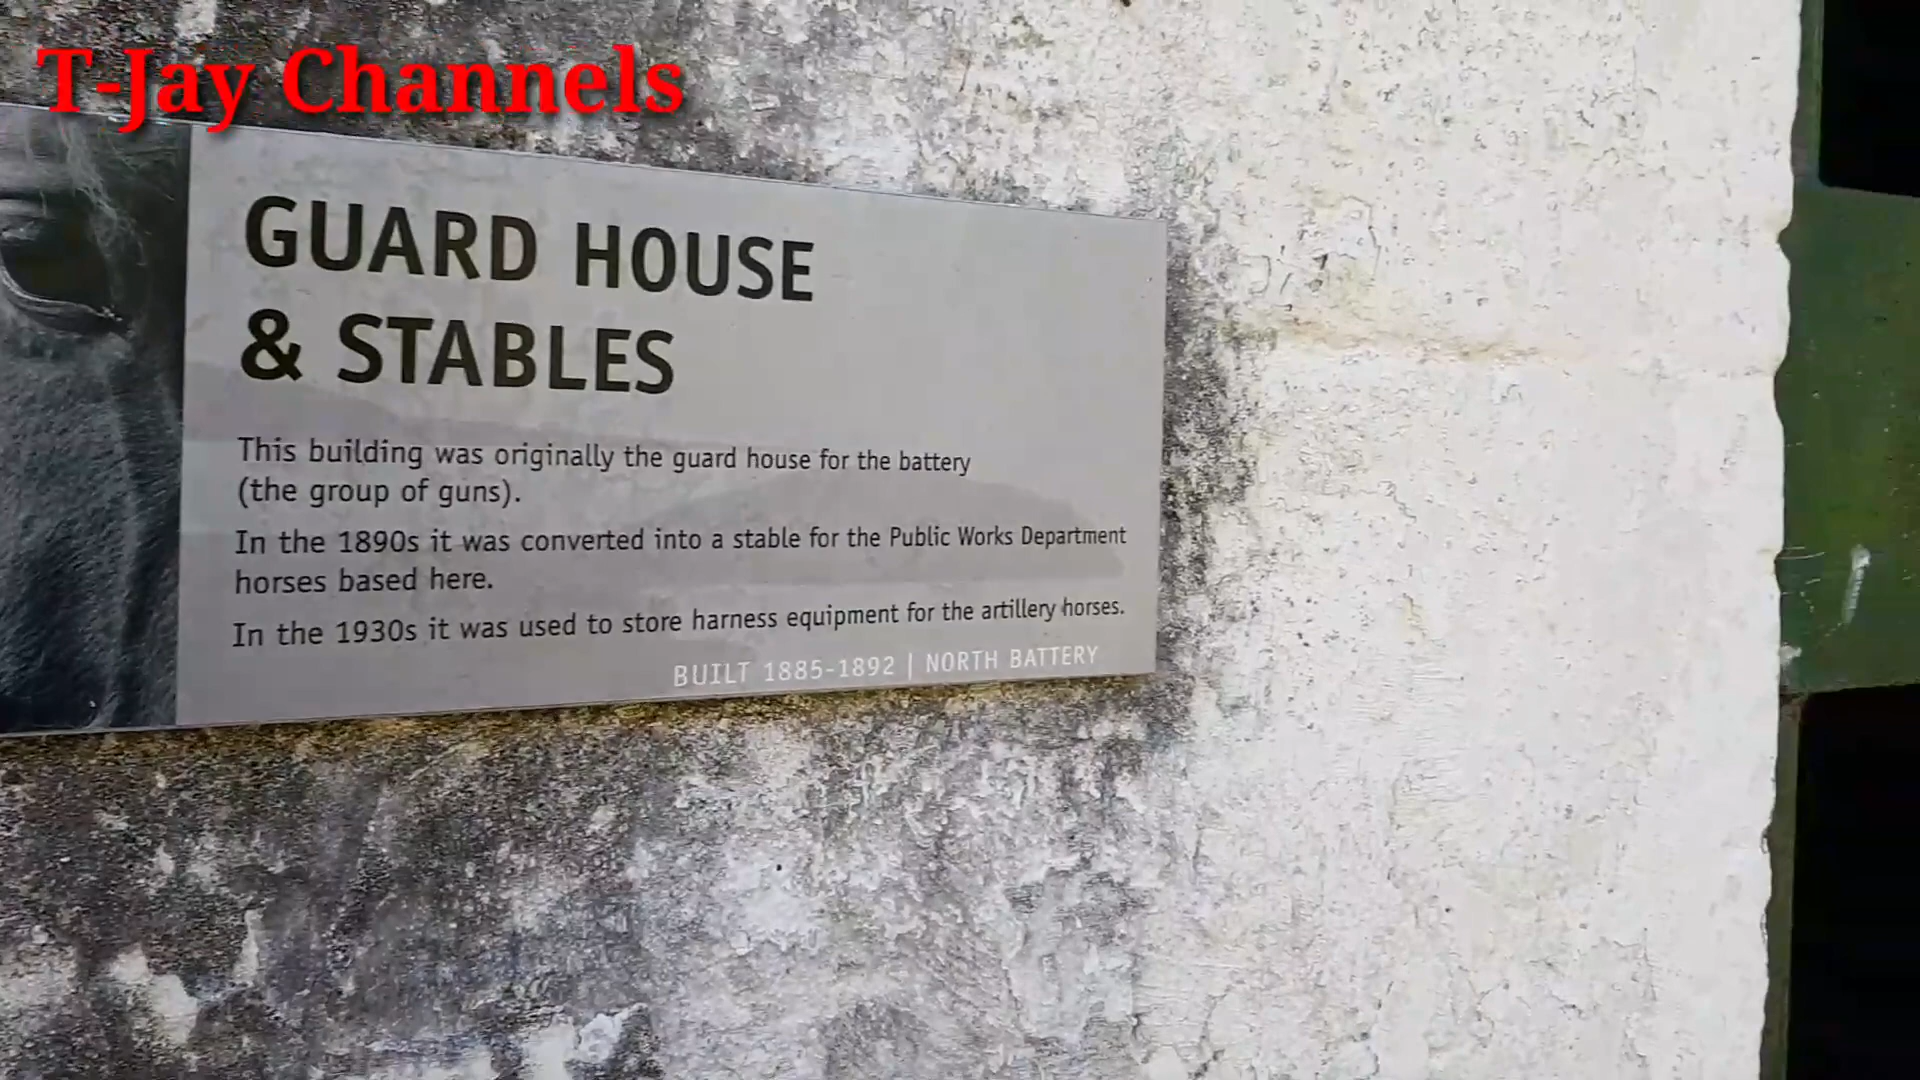 T-Jay Channels
GUARD HOUSE
& STABLES
This building was originally the guard house for the battery
(the group of guns).
In the 1890s it was converted into a stable for the Public Works Department
horses based here.
In the 1930s it was used to store harness equipment for the artillery horses.
BUILT 1885-1892 | NORTH BATTERY